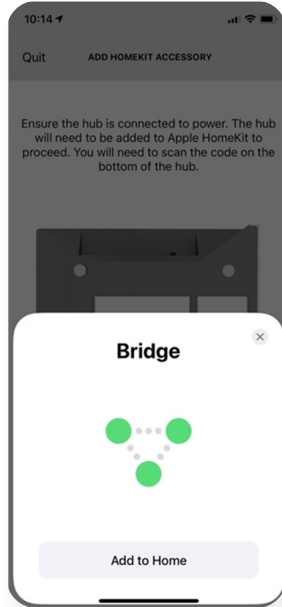 10:14
Quit ADD HOMEKIT ACCESSORY
Ensure the hub is connected to power. The hub
will need to be added to Apple HomeKit to
proceed. You will need to scan the code on the
bottom of the hub.
Bridge
Add to Home